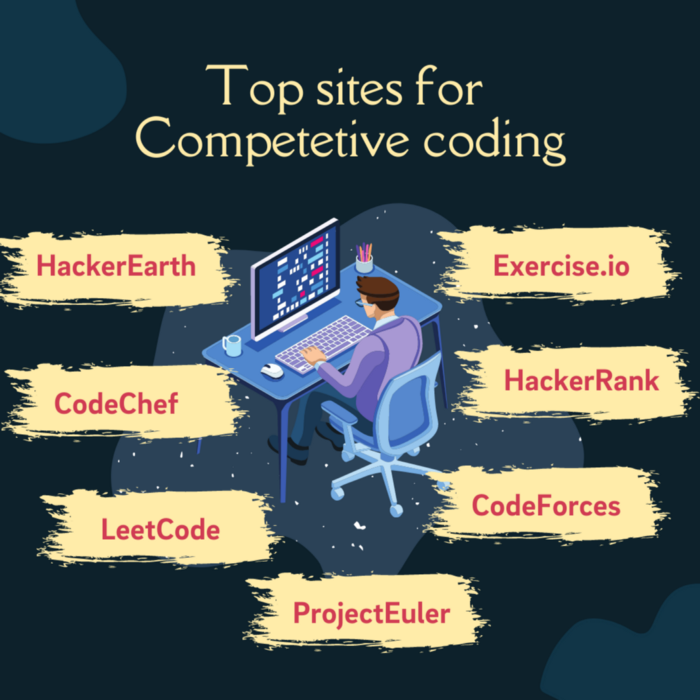 Top sites for
Competetive coding
HackerEarth
Exercise.io
CodeChef
HackerRank
LeetCode
CodeForces
ProjectEuler